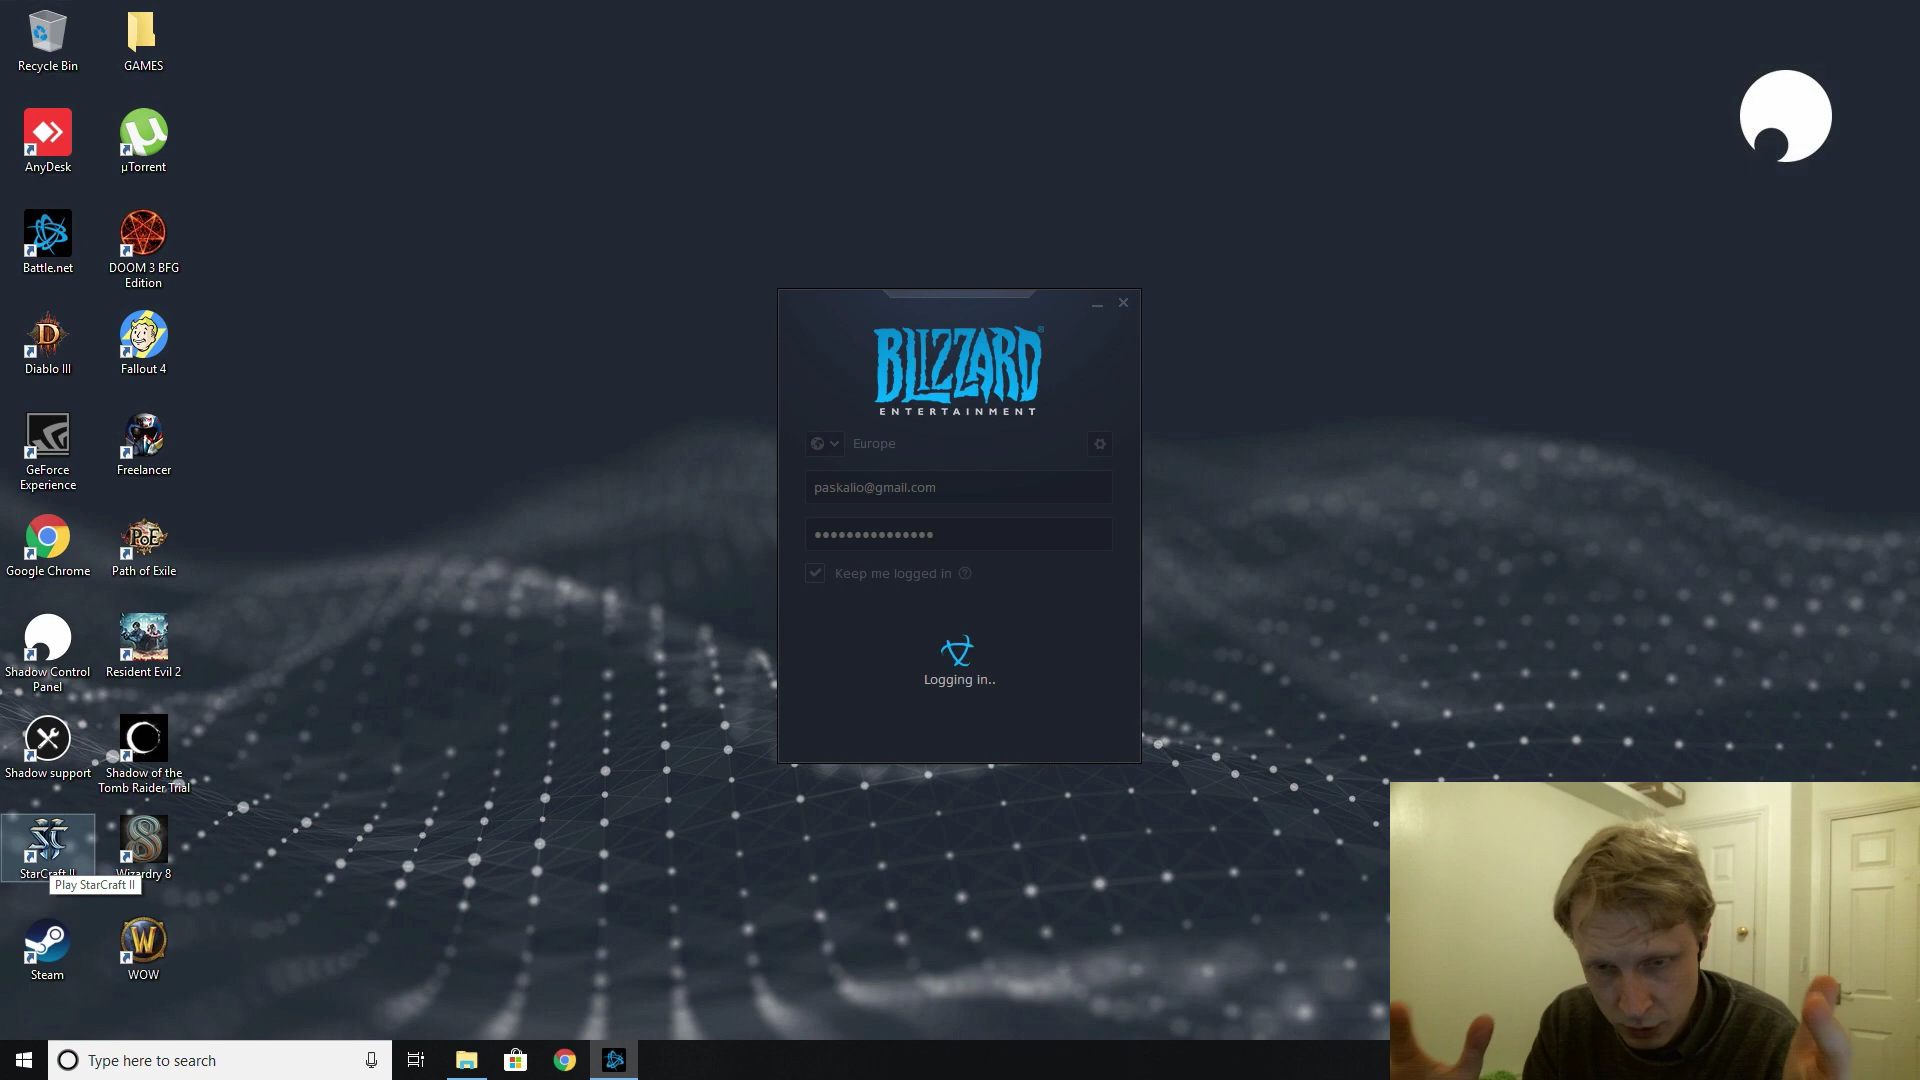 Recycle Bin
GAMES
AnyDesk
µTorrent
Battle.net
DOOM 3 BFG
Edition
Diablo III
Fallout 4
GeForce
Experience
Freelancer
Google Chrome
Path of Exile
Shadow Control
Panel
Resident Evil 2
Shadow support
Shadow of the
Tomb Raider Trial
StarCraft II
Wizardry 8
Play StarCraft II
Steam
WOW
BLIZZARD®
ENTERTAINMENT
Europe
paskalio@gmail.com
Keep me logged in
Logging in..
Type here to search